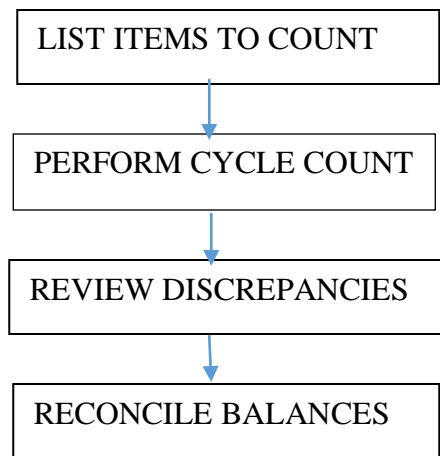 LIST ITEMS TO COUNT
PERFORM CYCLE COUNT
REVIEW DISCREPANCIES
RECONCILE BALANCES